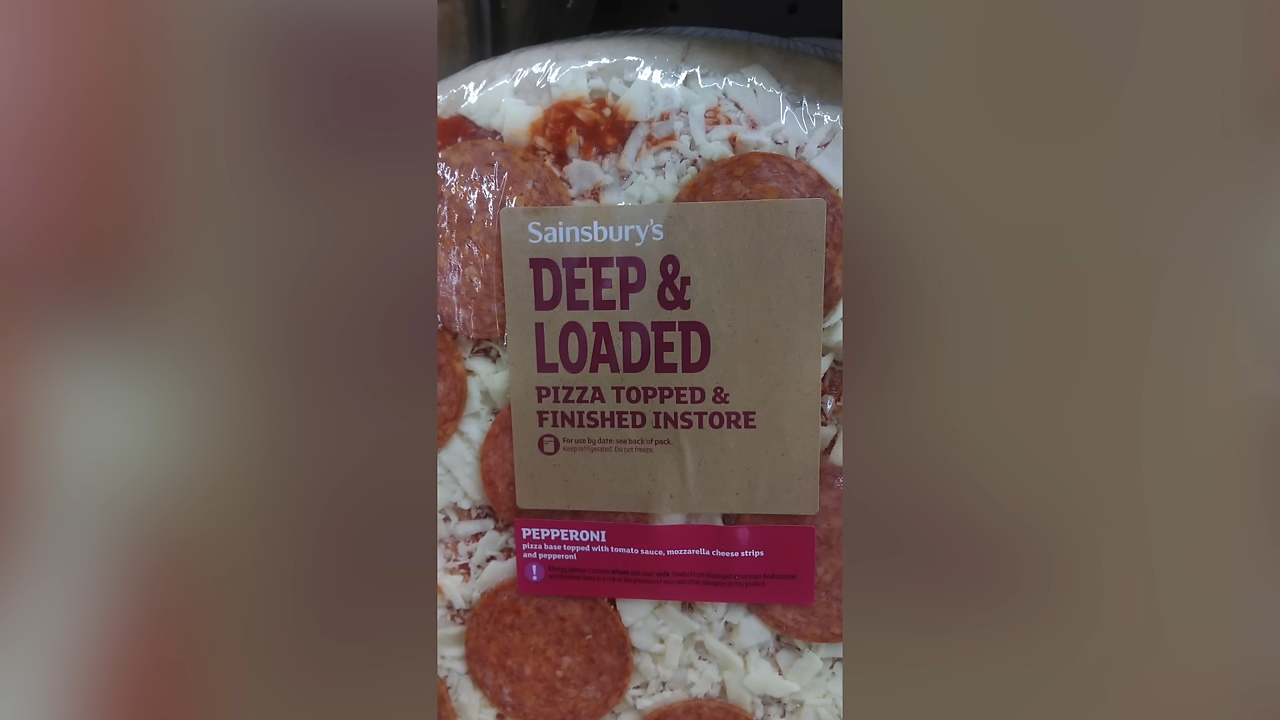 Sainsbury's
DEEP &
LOADED
PIZZA TOPPED &
FINISHED INSTORE
For use by date: see back of pack.
Keep refrigerated. Do not freeze.
PEPPERONI
pizza base topped with tomato sauce, mozzarella cheese strips
and pepperoni